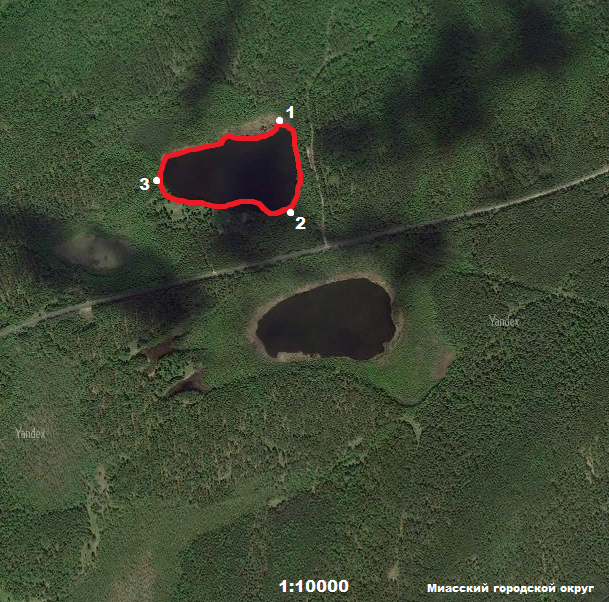 1
3
2
Yandex
Yandex
1:10000
Миасский городской округ